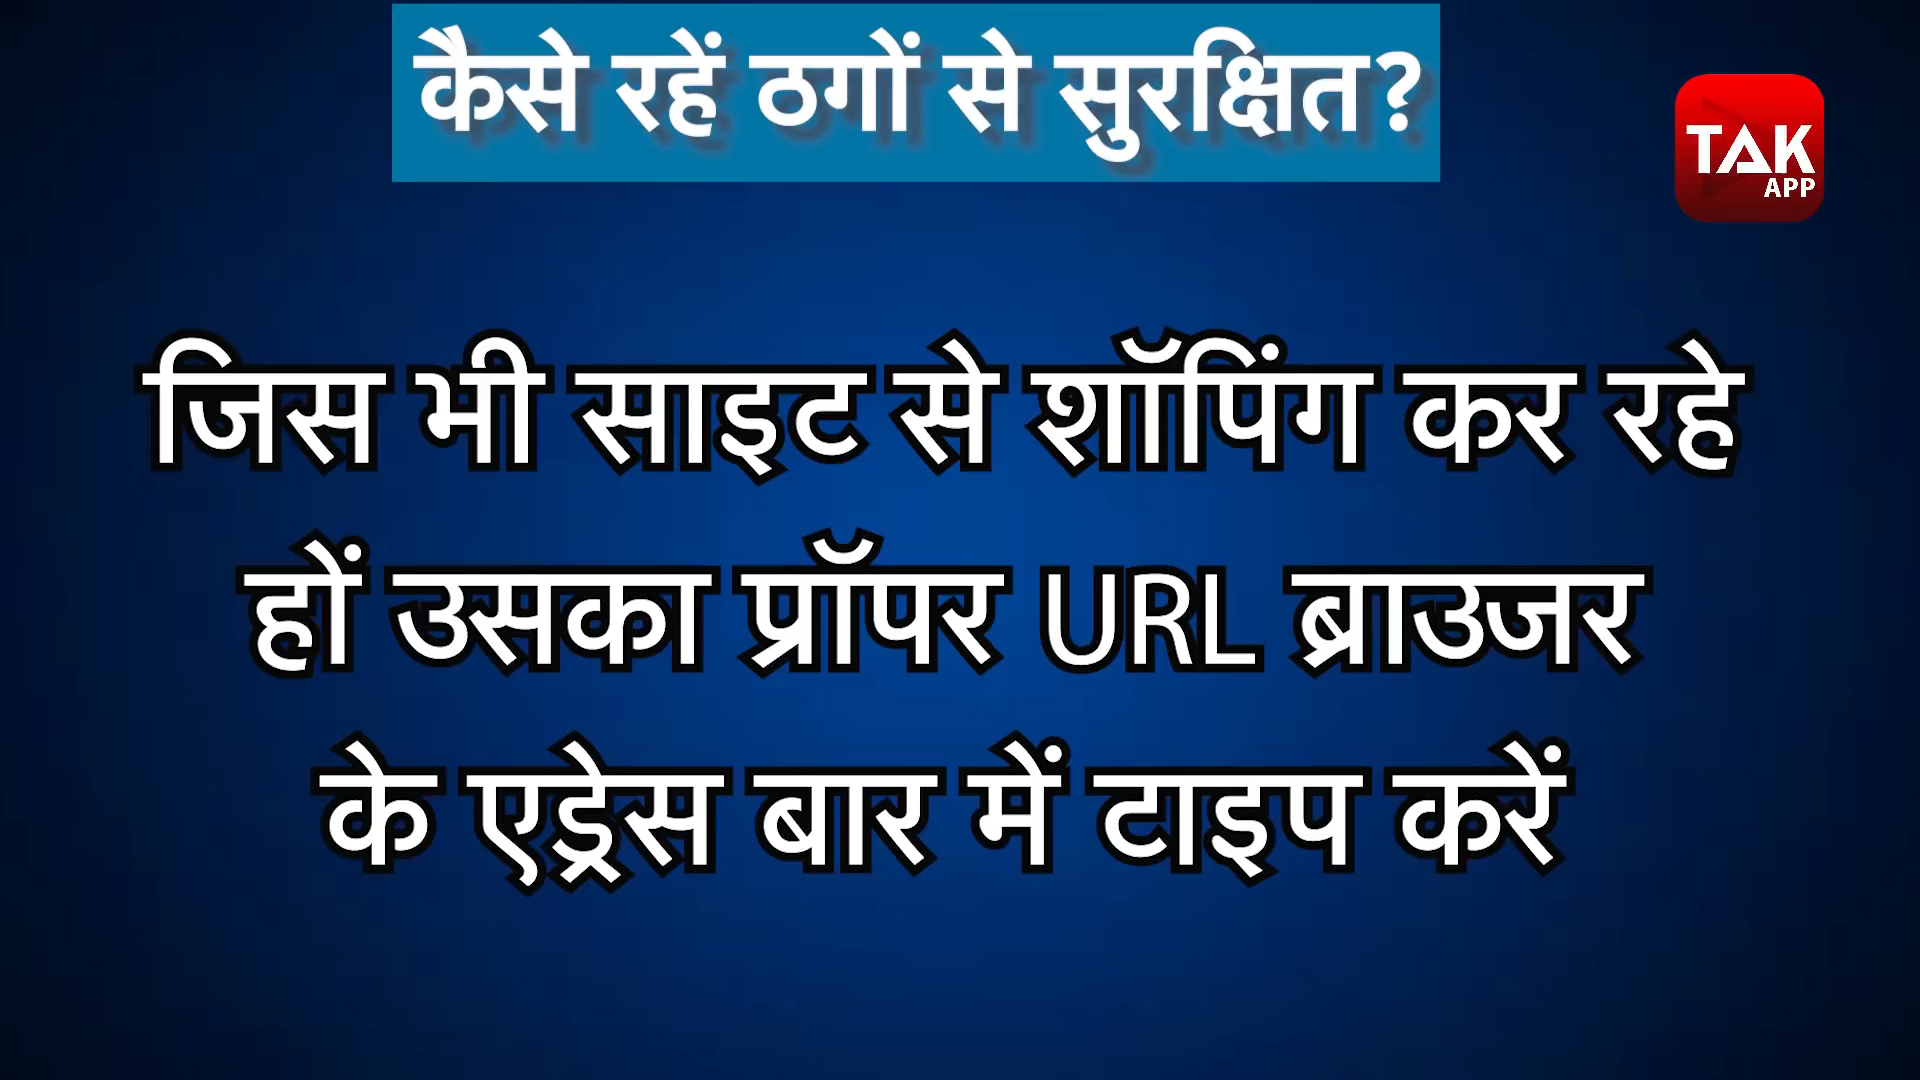 कैसे रहें ठगों से सुरक्षित?
TAK
APP
जिस भी साइट से शॉपिंग कर रहे
हों उसका प्रॉपर URL ब्राउजर
के एड्रेस बार में टाइप करें